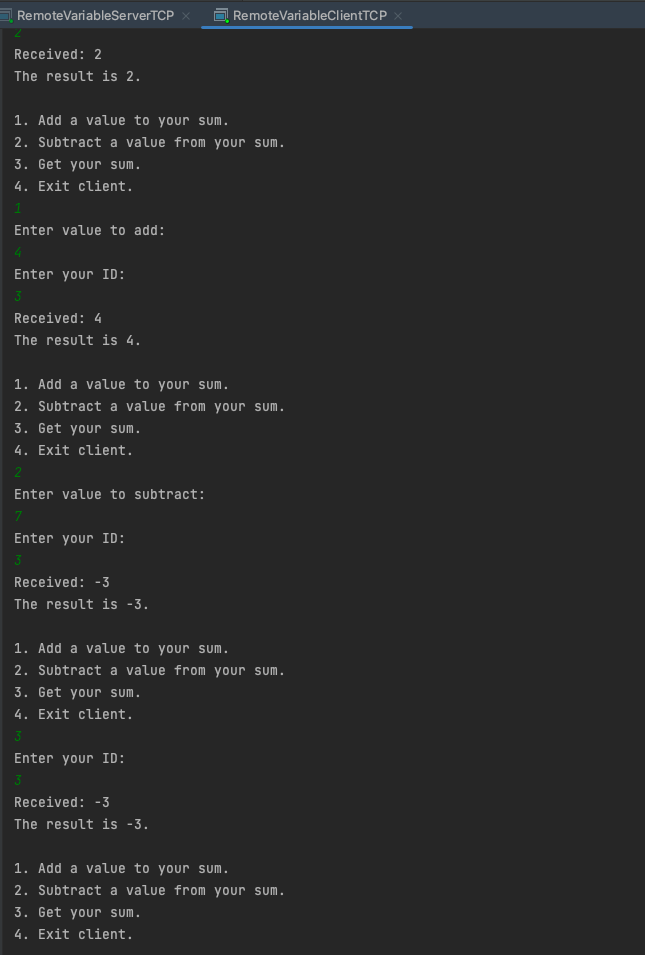 RemoteVariableServerTCP × RemoteVariableClientTCP ×
2
Received: 2
The result is 2.
1. Add a value to your sum.
2. Subtract a value from your sum.
3. Get your sum.
4. Exit client.
1
Enter value to add:
4
Enter your ID:
3
Received: 4
The result is 4.
1. Add a value to your sum.
2. Subtract a value from your sum.
3. Get your sum.
4. Exit client.
2
Enter value to subtract:
7
Enter your ID:
3
Received: -3
The result is -3.
1. Add a value to your sum.
2. Subtract a value from your sum.
3. Get your sum.
4. Exit client.
3
Enter your ID:
3
Received: -3
The result is -3.
1. Add a value to your sum.
2. Subtract a value from your sum.
3. Get your sum.
4. Exit client.